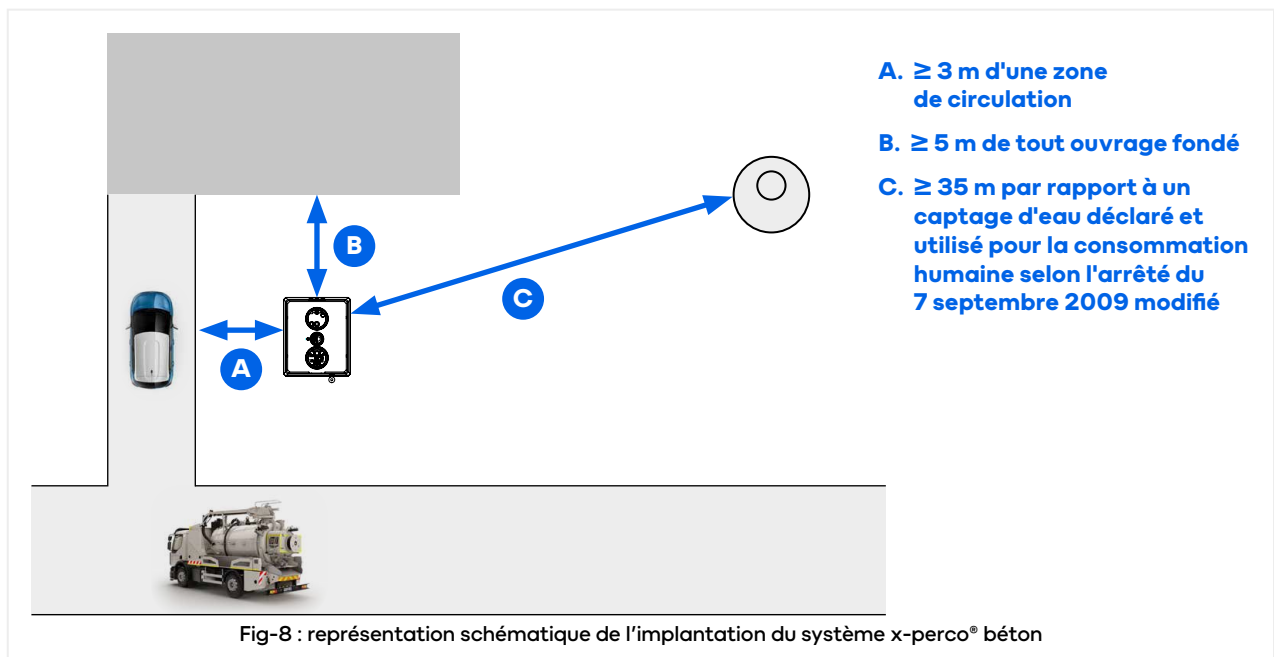 A. ≥ 3 m d'une zone
de circulation
B. ≥ 5 m de tout ouvrage fondé
C. ≥ 35 m par rapport à un
captage d'eau déclaré et
utilisé pour la consommation
humaine selon l'arrêté du
7 septembre 2009 modifié
B
C
A
Fig-8 : représentation schématique de l’implantation du système x-perco® béton